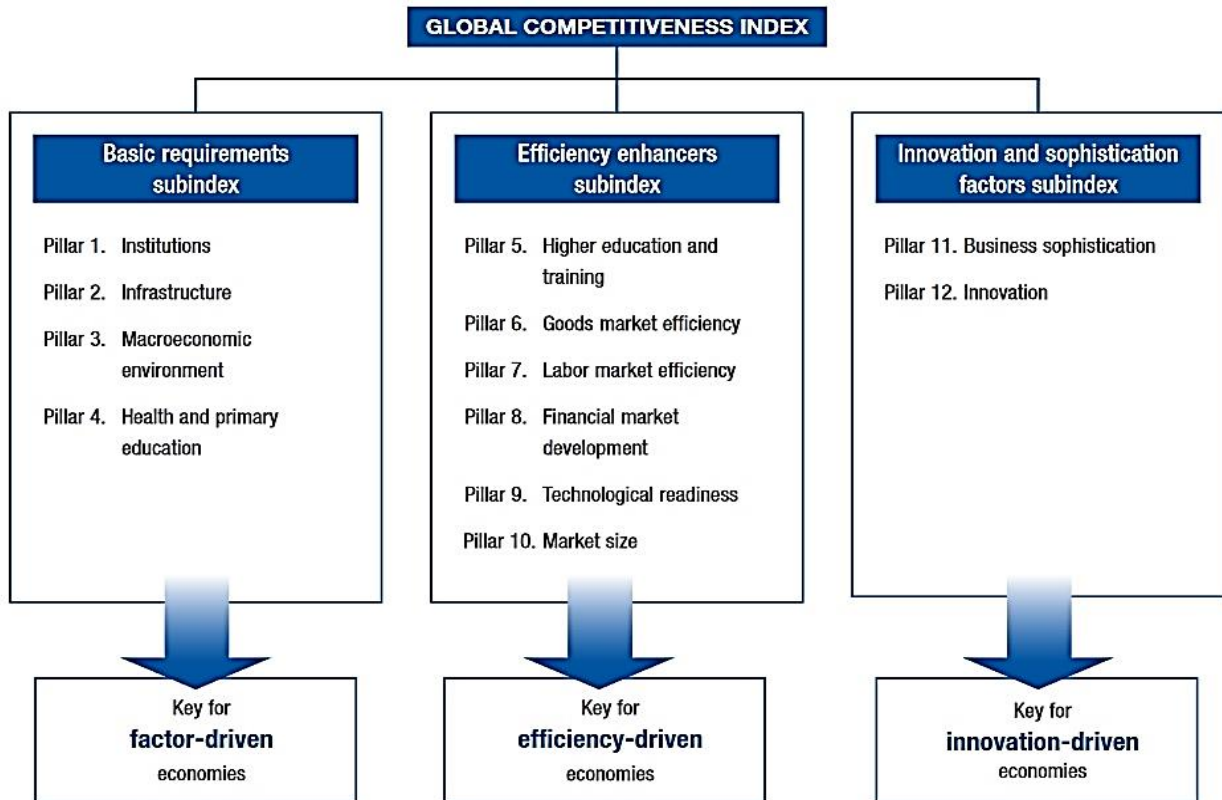 GLOBAL COMPETITIVENESS INDEX
Basic requirements
subindex
Pillar 1. Institutions
Pillar 2. Infrastructure
Pillar 3. Macroeconomic
environment
Pillar 4. Health and primary
education
Key for
factor-driven
economies
Efficiency enhancers
subindex
Pillar 5. Higher education and
training
Pillar 6. Goods market efficiency
Pillar 7. Labor market efficiency
Pillar 8. Financial market
development
Pillar 9. Technological readiness
Pillar 10. Market size
Key for
efficiency-driven
economies
Innovation and sophistication
factors subindex
Pillar 11. Business sophistication
Pillar 12. Innovation
Key for
innovation-driven
economies